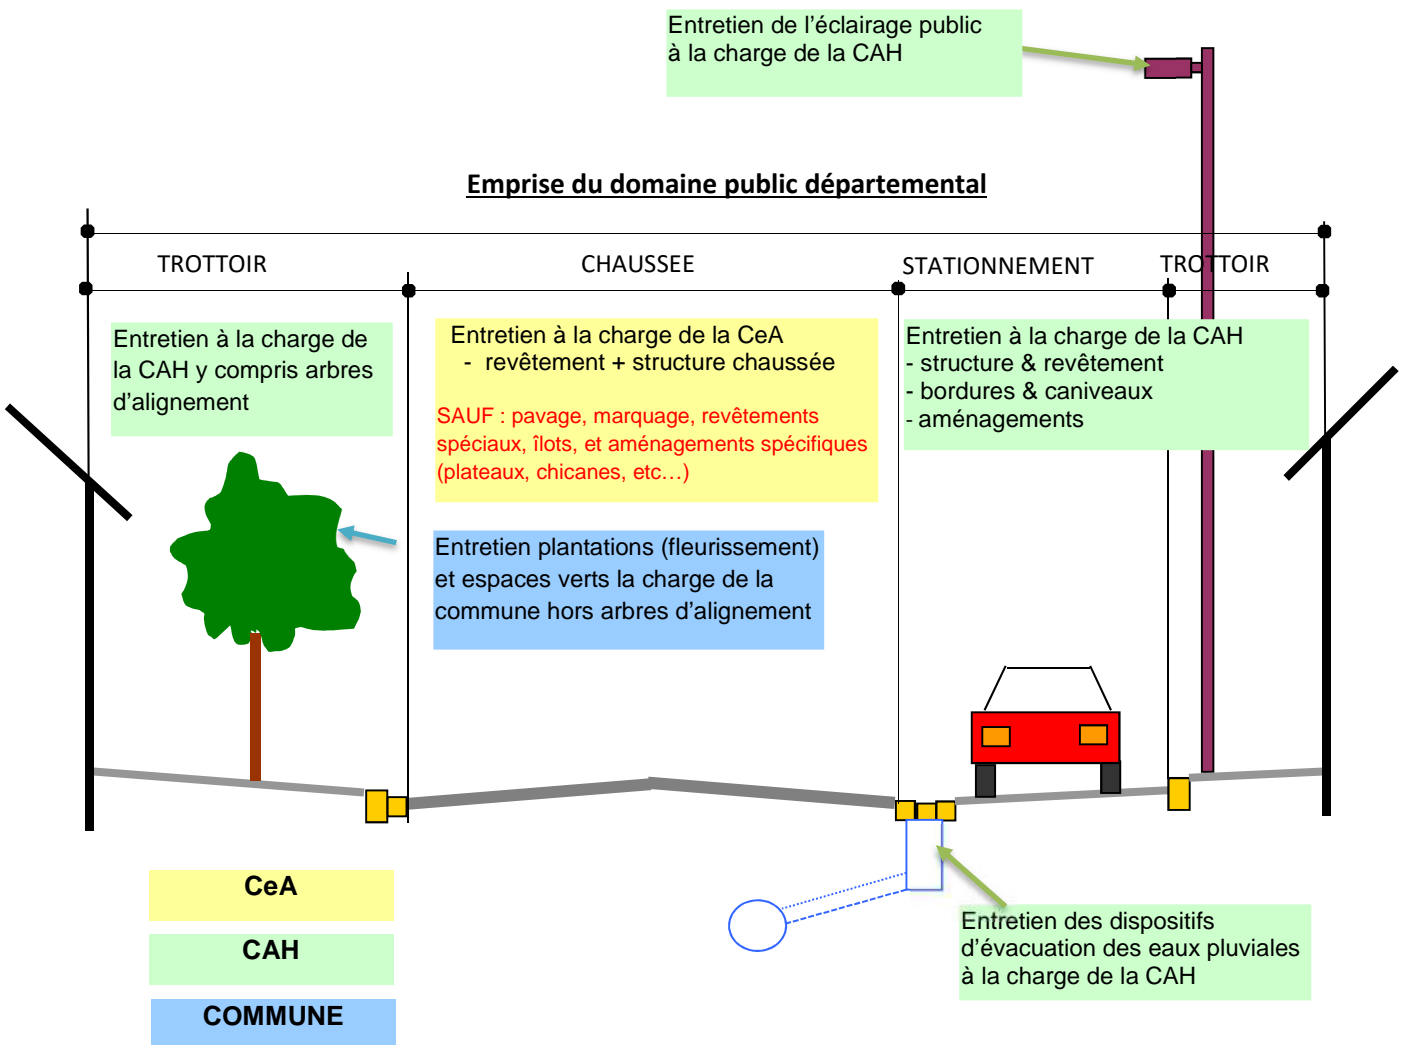 Entretien de l'éclairage public
à la charge de la CAH
Emprise du domaine public départemental
TROTTOIR
CHAUSSEE
STATIONNEMENT
TROTTOIR
Entretien à la charge de
la CAH y compris arbres
d'alignement
Entretien à la charge de la CeA
- revêtement + structure chaussée
SAUF : pavage, marquage, revêtements
spéciaux, îlots, et aménagements spécifiques
(plateaux, chicanes, etc…)
Entretien à la charge de la CAH
- structure & revêtement
- bordures & caniveaux
- aménagements
Entretien plantations (fleurissement)
et espaces verts la charge de la
commune hors arbres d'alignement
Entretien des dispositifs
d'évacuation des eaux pluviales
à la charge de la CAH
CeA
CAH
COMMUNE